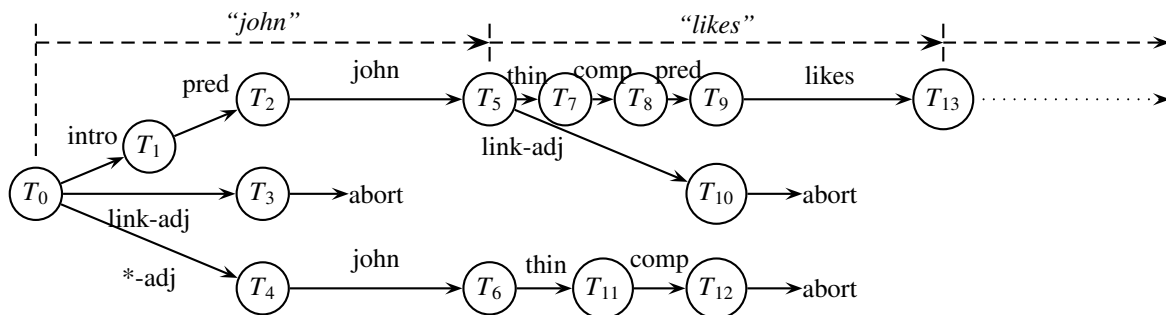 “john” “likes”
thin comp pred
pred john likes
T2 T5 T7 T8 T9 T13
intro
T1 link-adj
T0 T3 abort T10 abort
link-adj
*-adj john thin comp
T4 T6 T11 T12 abort